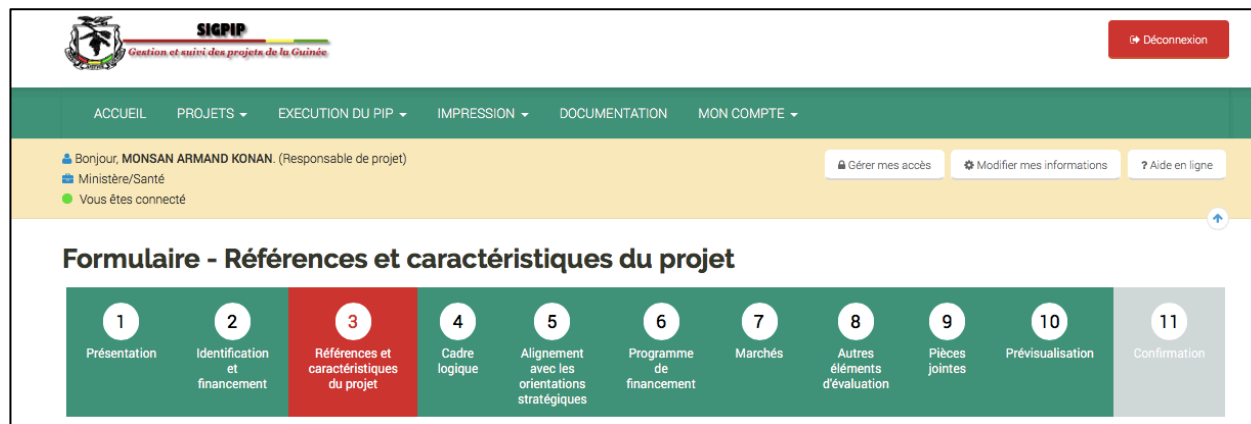 SIGPIP
Gestion et suivi des projets de la Guinée
Déconnexion
ACCUEIL PROJETS EXECUTION DU PIP IMPRESSION DOCUMENTATION MON COMPTE
Bonjour, MONSAN ARMAND KONAN. (Responsable de projet)
Gérer mes accès Modifier mes informations ? Aide en ligne
Ministère/Santé
Vous êtes connecté
Formulaire - Références et caractéristiques du projet
1
Présentation
2
Identification
et
financement
3
Références et
caractéristiques
du projet
4
Cadre
logique
5
Alignement
avec les
orientations
stratégiques
6
Programme
de
financement
7
Marchés
8
Autres
éléments
d'évaluation
9
Pièces
jointes
10
Prévisualisation
11
Confirmation